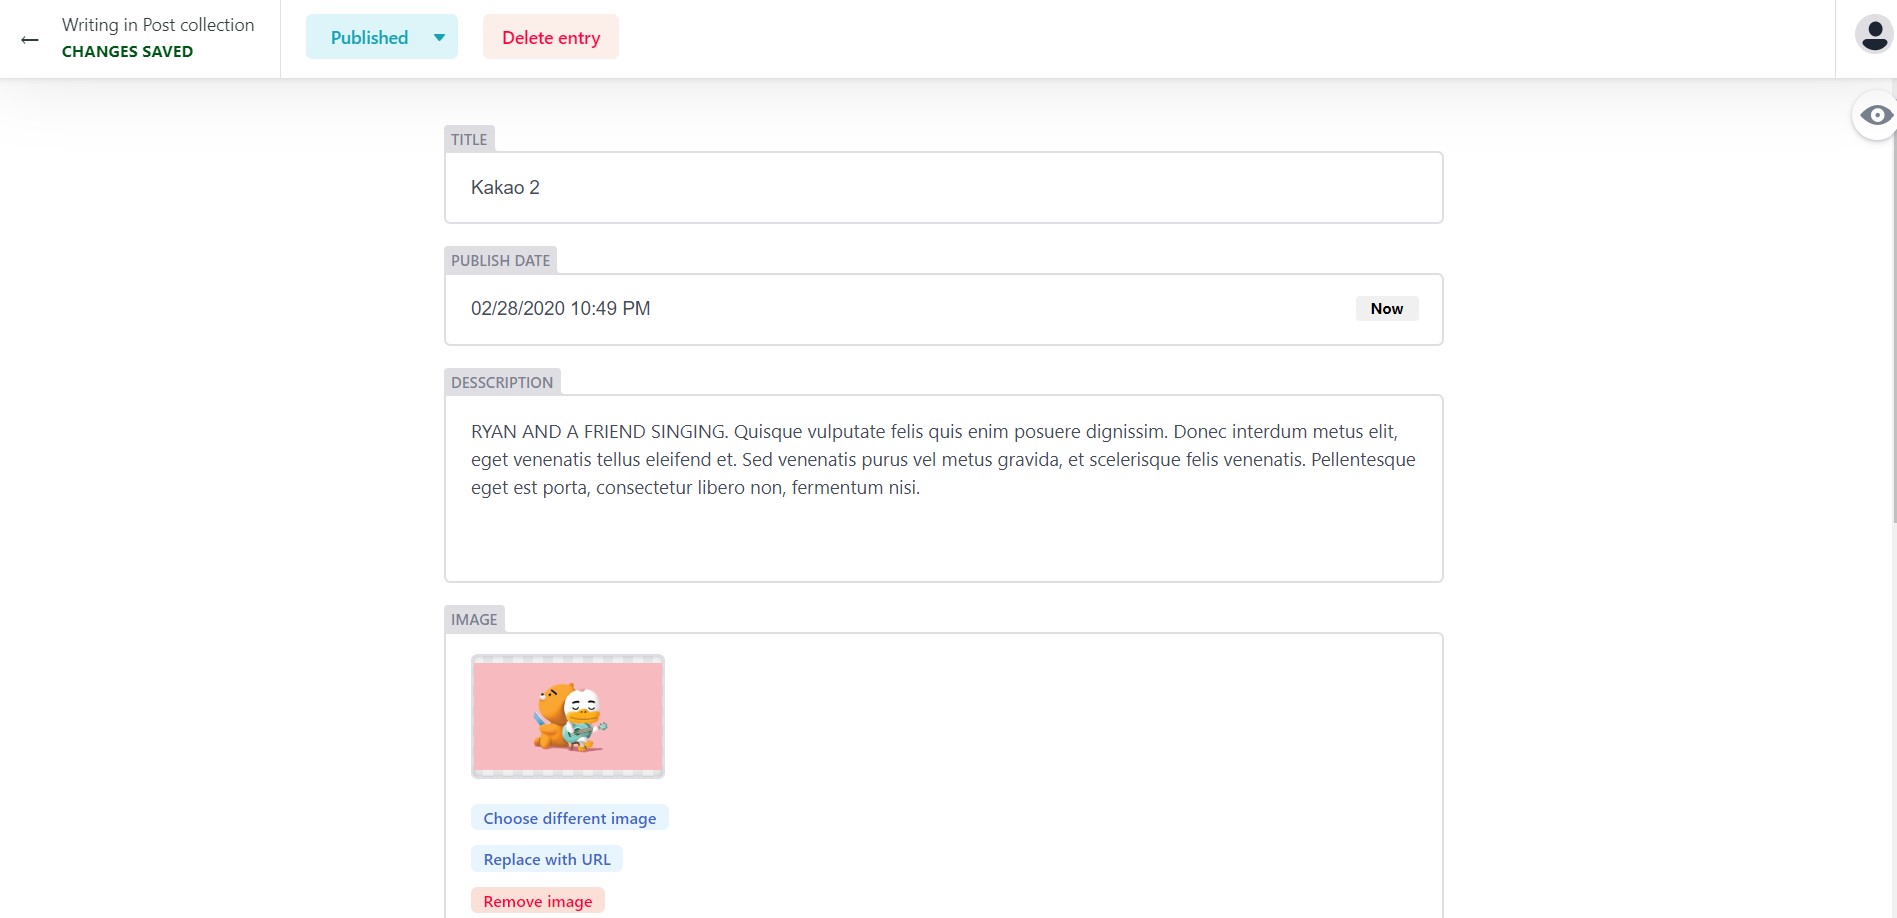 Writing in Post collection
CHANGES SAVED
Published
Delete entry
TITLE
Kakao 2
PUBLISH DATE
02/28/2020 10:49 PM
Now
DESSCRIPTION
RYAN AND A FRIEND SINGING. Quisque vulputate felis quis enim posuere dignissim. Donec interdum metus elit,
eget venenatis tellus eleifend et. Sed venenatis purus vel metus gravida, et scelerisque felis venenatis. Pellentesque
eget est porta, consectetur libero non, fermentum nisi.
IMAGE
Choose different image
Replace with URL
Remove image